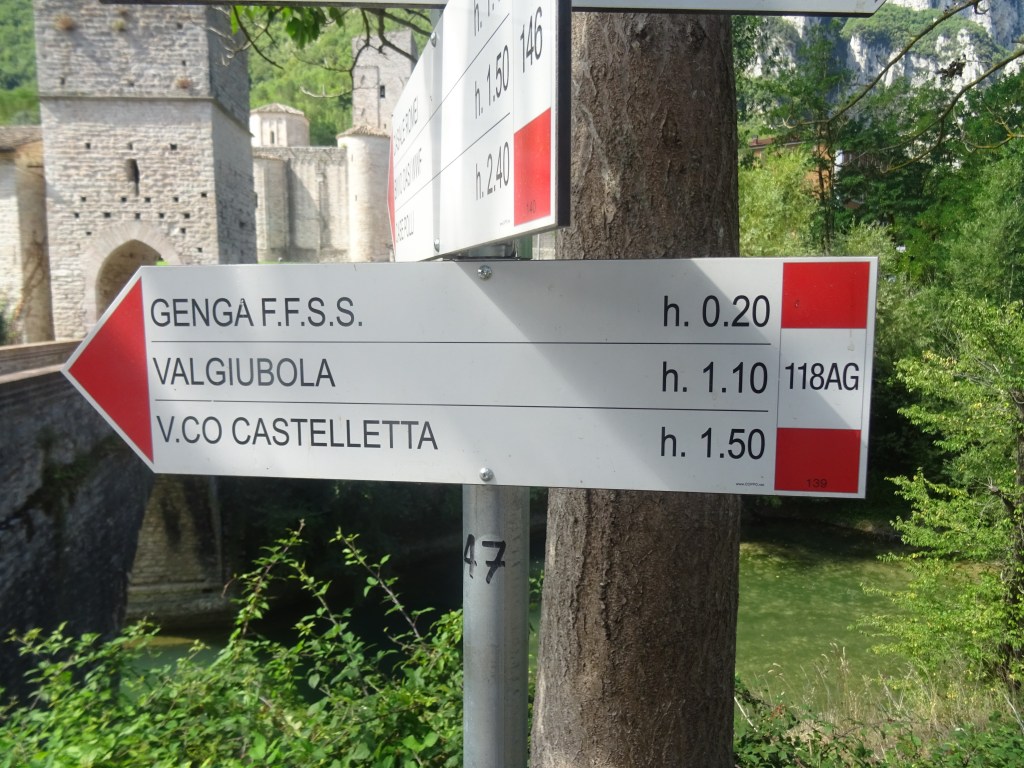 h. 1.50
146
h. 2.40
GENGA F.F.S.S. h. 0.20
VALGIUBOLA h. 1.10
118AG
V.CO CASTELLETTA h. 1.50
139
47